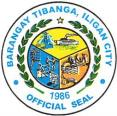 BARANGAY TIBANGA, ILIGAN CITY
1986
OFFICIAL SEAL